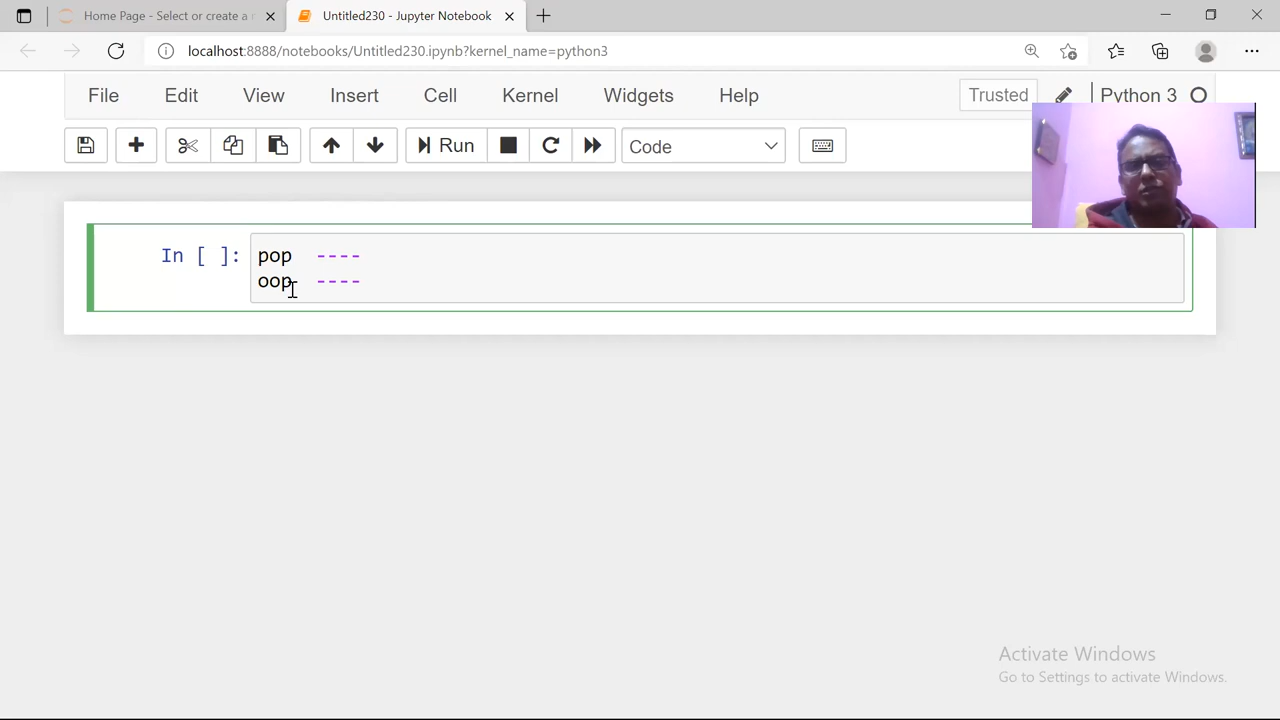 Home Page - Select or create a n
Untitled230 - Jupyter Notebook
localhost:8888/notebooks/Untitled230.ipynb?kernel_name=python3
File Edit View Insert Cell Kernel Widgets Help Trusted Python 3
Run Code
In [ ]: pop ----
oop ----
Activate Windows
Go to Settings to activate Windows.